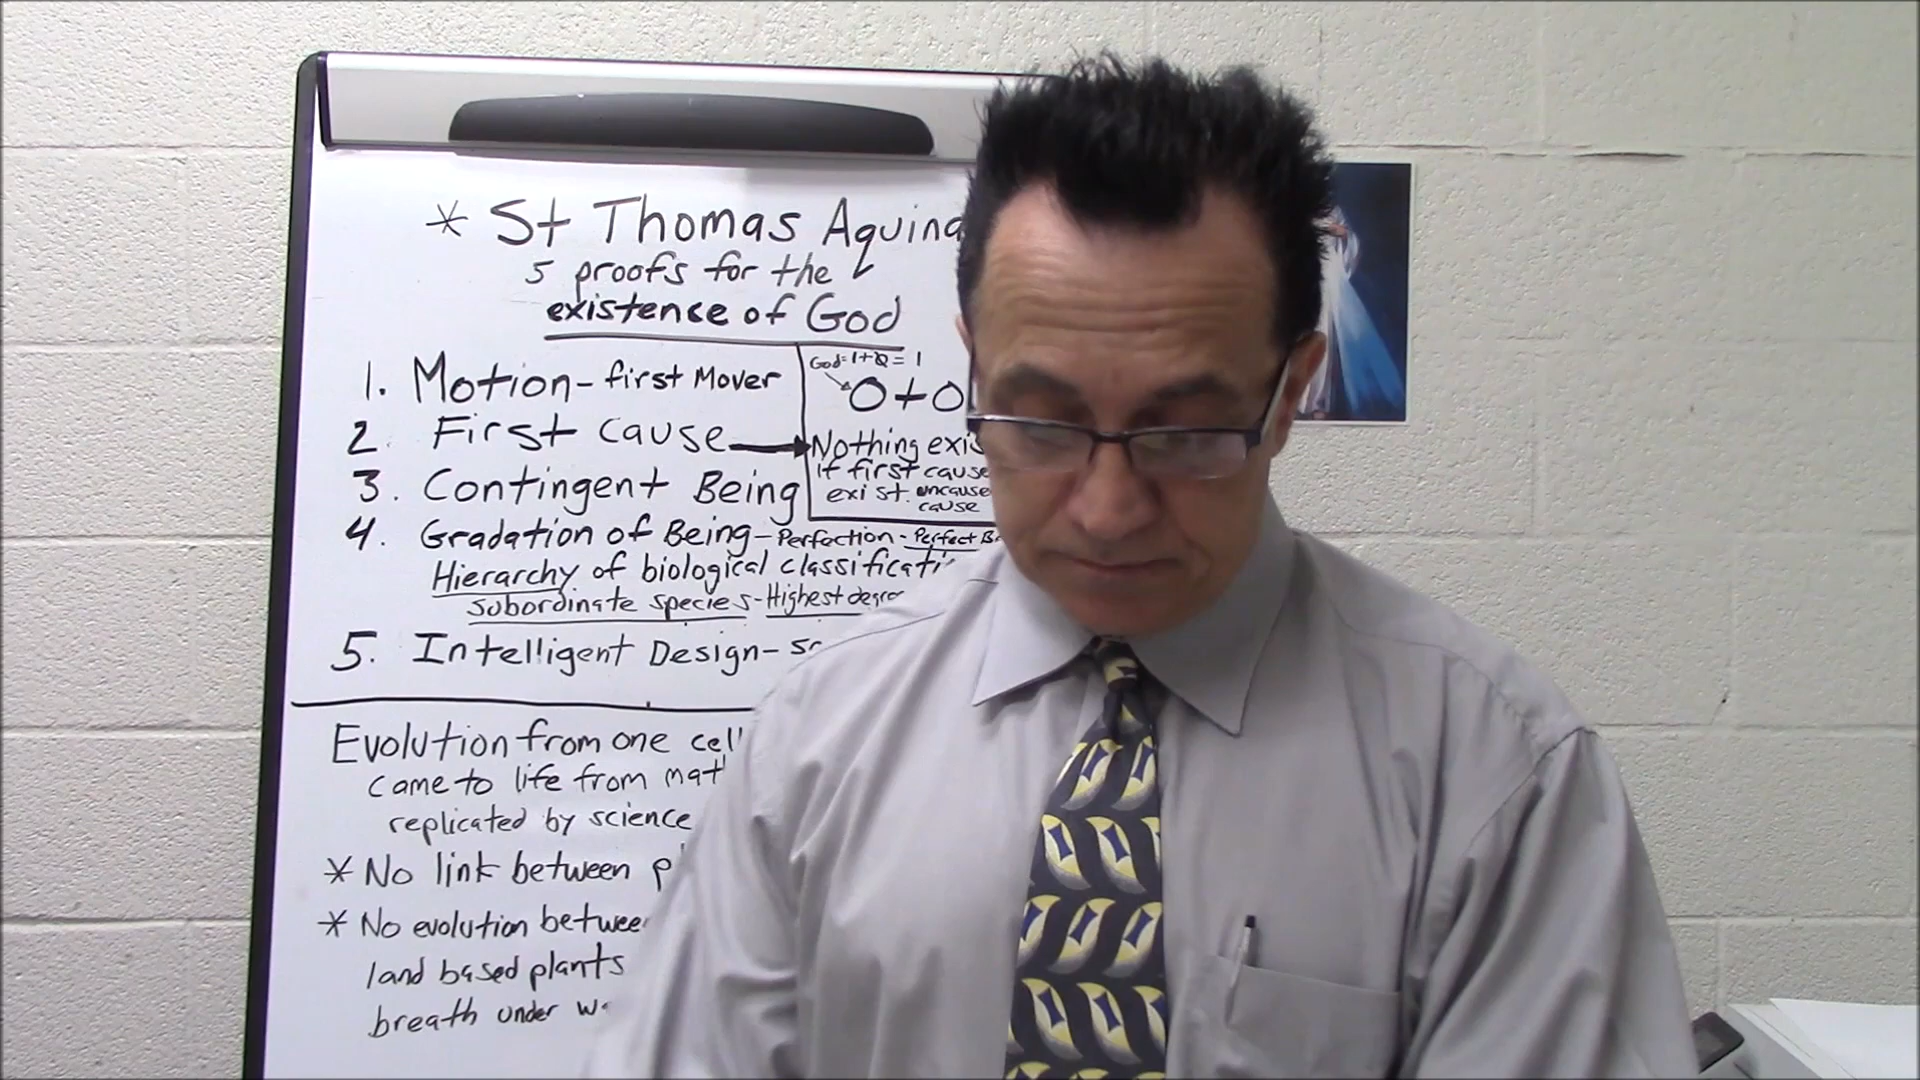 * St Thomas Aquina
5 proofs for the
existence of God
1. Motion - first Mover
2. First cause
3. Contingent Being
4. Gradation of Being - Perfection - Perfect B
Hierarchy of biological classificati
subordinate species - Highest degre
5. Intelligent Design -
God = 1 + 0 = 1
0 + 0
Nothing exis
if first cause
exist. uncause
cause
Evolution from one cell
came to life from mat
replicated by science
* No link between p
* No evolution between
land based plants
breath under w